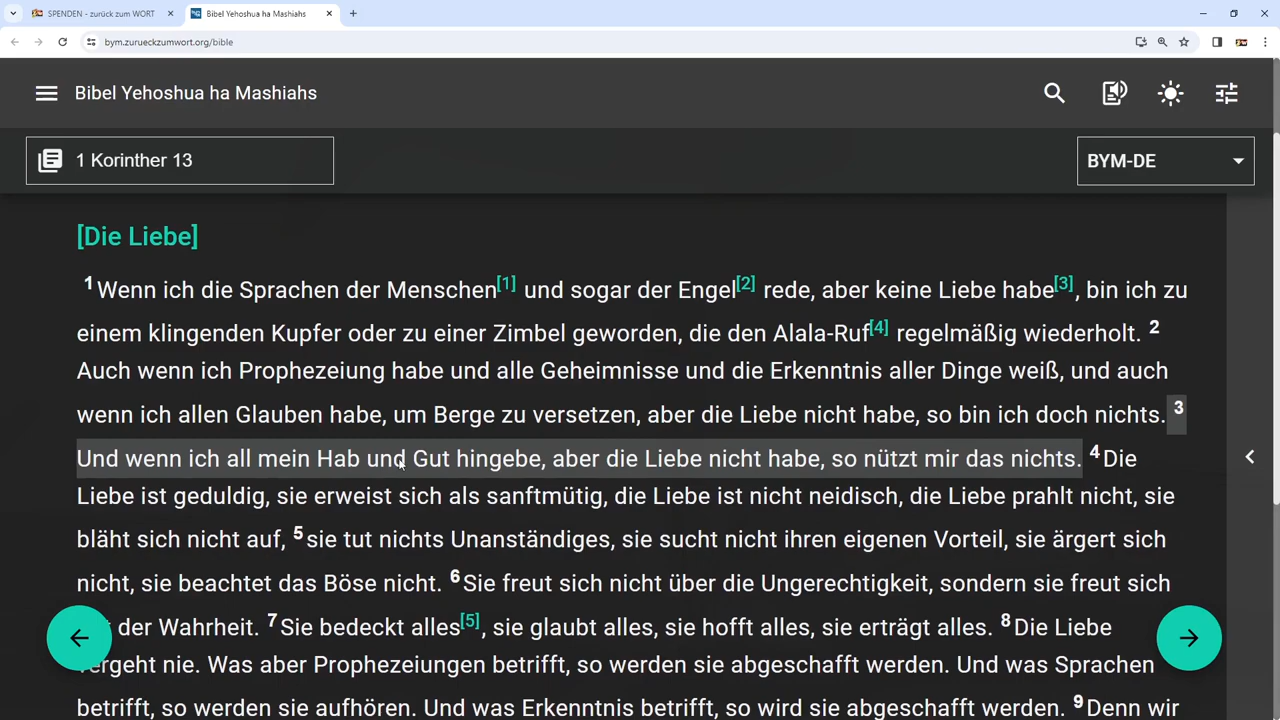 SPENDEN - zurück zum WORT
Bibel Yehoshua ha Mashiahs
bym.zurueckzumwort.org/bible
Bibel Yehoshua ha Mashiahs
1 Korinther 13
BYM-DE
[Die Liebe]
1 Wenn ich die Sprachen der Menschen[1] und sogar der Engel[2] rede, aber keine Liebe habe[3], bin ich zu
einem klingenden Kupfer oder zu einer Zimbel geworden, die den Alala-Ruf[4] regelmäßig wiederholt. 2
Auch wenn ich Prophezeiung habe und alle Geheimnisse und die Erkenntnis aller Dinge weiß, und auch
wenn ich allen Glauben habe, um Berge zu versetzen, aber die Liebe nicht habe, so bin ich doch nichts. 3
Und wenn ich all mein Hab und Gut hingebe, aber die Liebe nicht habe, so nützt mir das nichts. 4 Die
Liebe ist geduldig, sie erweist sich als sanftmütig, die Liebe ist nicht neidisch, die Liebe prahlt nicht, sie
bläht sich nicht auf, 5 sie tut nichts Unanständiges, sie sucht nicht ihren eigenen Vorteil, sie ärgert sich
nicht, sie beachtet das Böse nicht. 6 Sie freut sich nicht über die Ungerechtigkeit, sondern sie freut sich
der Wahrheit. 7 Sie bedeckt alles[5], sie glaubt alles, sie hofft alles, sie erträgt alles. 8 Die Liebe
vergeht nie. Was aber Prophezeiungen betrifft, so werden sie abgeschafft werden. Und was Sprachen
betrifft, so werden sie aufhören. Und was Erkenntnis betrifft, so wird sie abgeschafft werden. 9 Denn wir